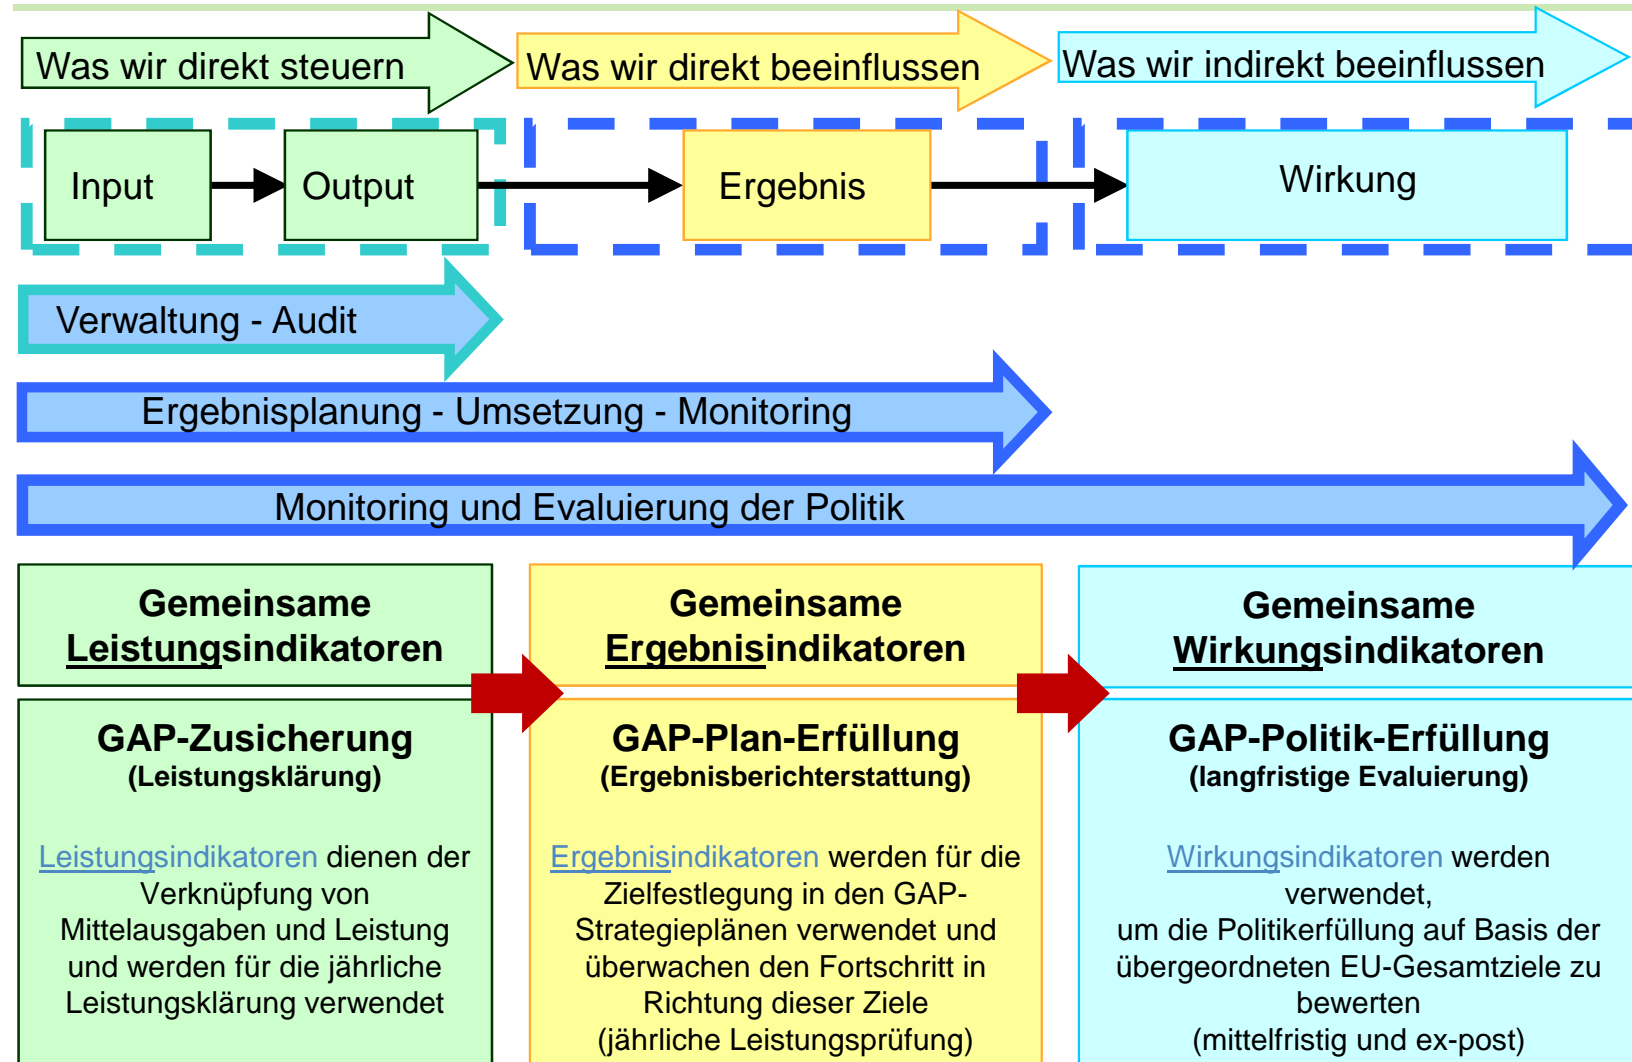 Was wir direkt steuern
Was wir direkt beeinflussen
Was wir indirekt beeinflussen
Input
Output
Ergebnis
Wirkung
Verwaltung - Audit
Ergebnisplanung - Umsetzung - Monitoring
Monitoring und Evaluierung der Politik
Gemeinsame
Leistungsindikatoren
Gemeinsame
Ergebnisindikatoren
Gemeinsame
Wirkungsindikatoren
GAP-Zusicherung
(Leistungsklärung)
Leistungsindikatoren dienen der
Verknüpfung von
Mittelausgaben und Leistung
und werden für die jährliche
Leistungsklärung verwendet
GAP-Plan-Erfüllung
(Ergebnisberichterstattung)
Ergebnisindikatoren werden für die
Zielfestlegung in den GAP-
Strategieplänen verwendet und
überwachen den Fortschritt in
Richtung dieser Ziele
(jährliche Leistungsprüfung)
GAP-Politik-Erfüllung
(langfristige Evaluierung)
Wirkungsindikatoren werden
verwendet,
um die Politikerfüllung auf Basis der
übergeordneten EU-Gesamtziele zu
bewerten
(mittelfristig und ex-post)